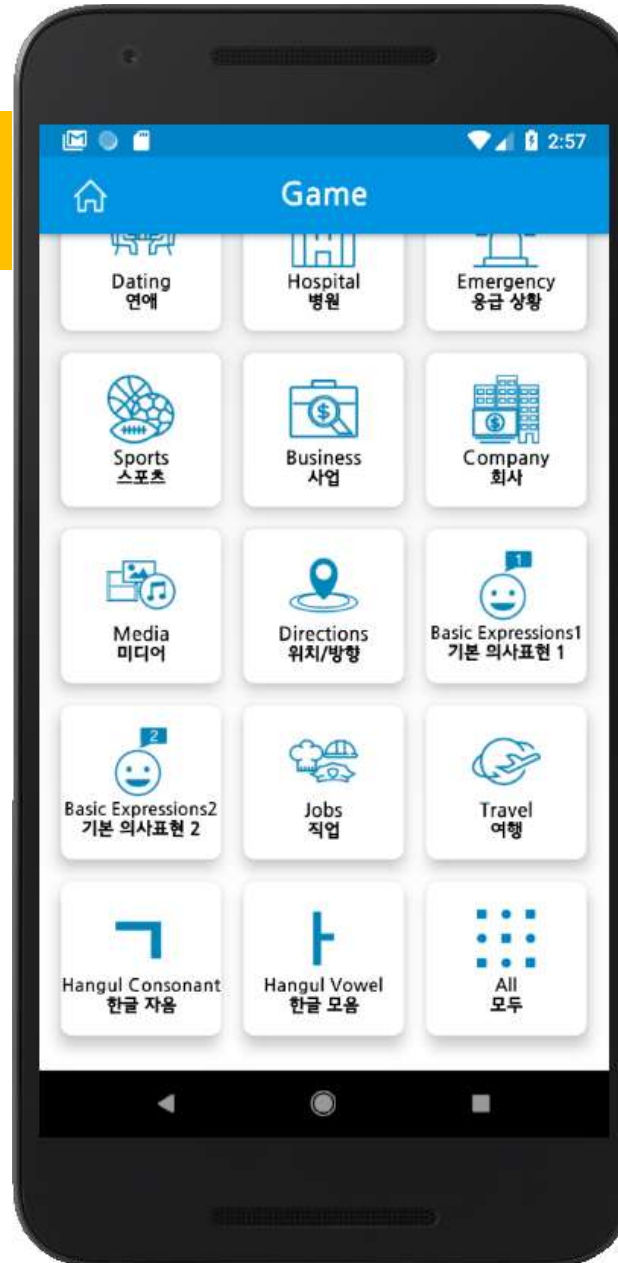 2:57
Game
Dating
연애
Hospital
병원
Emergency
응급 상황
Sports
스포츠
Business
사업
Company
회사
Media
미디어
Directions
위치/방향
1
Basic Expressions1
기본 의사표현 1
2
Basic Expressions2
기본 의사표현 2
Jobs
직업
Travel
여행
Hangul Consonant
한글 자음
Hangul Vowel
한글 모음
All
모두